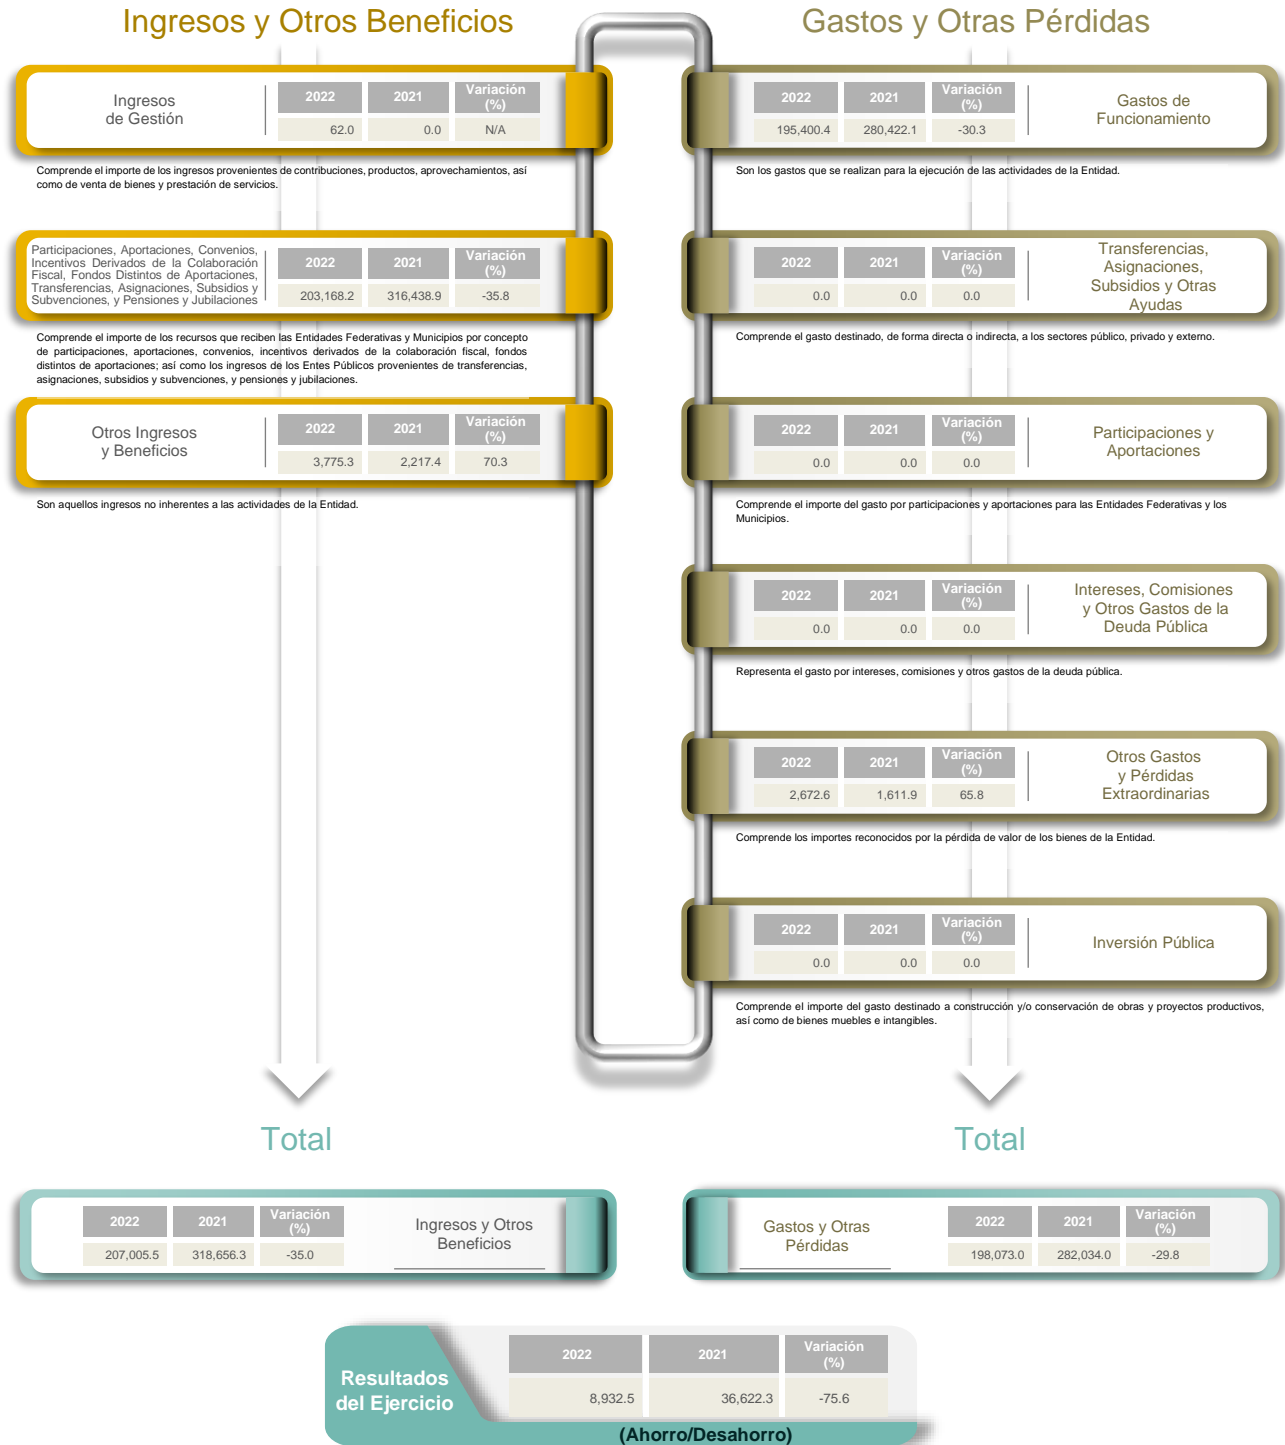 Ingresos y Otros Beneficios
Ingresos
de Gestión
2022 2021 Variación (%)
62.0 0.0 N/A
Comprende el importe de los ingresos provenientes de contribuciones, productos, aprovechamientos, así
como de venta de bienes y prestación de servicios.
Participaciones, Aportaciones, Convenios,
Incentivos Derivados de la Colaboración
Fiscal, Fondos Distintos de Aportaciones,
Transferencias, Asignaciones, Subsidios y
Subvenciones, y Pensiones y Jubilaciones
2022 2021 Variación (%)
203,168.2 316,438.9 -35.8
Comprende el importe de los recursos que reciben las Entidades Federativas y Municipios por concepto
de participaciones, aportaciones, convenios, incentivos derivados de la colaboración fiscal, fondos
distintos de aportaciones; así como los ingresos de los Entes Públicos provenientes de transferencias,
asignaciones, subsidios y subvenciones, y pensiones y jubilaciones.
Otros Ingresos
y Beneficios
2022 2021 Variación (%)
3,775.3 2,217.4 70.3
Son aquellos ingresos no inherentes a las actividades de la Entidad.
Gastos y Otras Pérdidas
2022 2021 Variación (%)
195,400.4 280,422.1 -30.3
Gastos de
Funcionamiento
Son los gastos que se realizan para la ejecución de las actividades de la Entidad.
2022 2021 Variación (%)
0.0 0.0 0.0
Transferencias,
Asignaciones,
Subsidios y Otras
Ayudas
Comprende el gasto destinado, de forma directa o indirecta, a los sectores público, privado y externo.
2022 2021 Variación (%)
0.0 0.0 0.0
Participaciones y
Aportaciones
Comprende el importe del gasto por participaciones y aportaciones para las Entidades Federativas y los
Municipios.
2022 2021 Variación (%)
0.0 0.0 0.0
Intereses, Comisiones
y Otros Gastos de la
Deuda Pública
Representa el gasto por intereses, comisiones y otros gastos de la deuda pública.
2022 2021 Variación (%)
2,672.6 1,611.9 65.8
Otros Gastos
y Pérdidas
Extraordinarias
Comprende los importes reconocidos por la pérdida de valor de los bienes de la Entidad.
2022 2021 Variación (%)
0.0 0.0 0.0
Inversión Pública
Comprende el importe del gasto destinado a construcción y/o conservación de obras y proyectos productivos,
así como de bienes muebles e intangibles.
Total
2022 2021 Variación (%)
207,005.5 318,656.3 -35.0
Ingresos y Otros
Beneficios
Total
Gastos y Otras
Pérdidas
2022 2021 Variación (%)
198,073.0 282,034.0 -29.8
Resultados
del Ejercicio
2022 2021 Variación (%)
8,932.5 36,622.3 -75.6
(Ahorro/Desahorro)